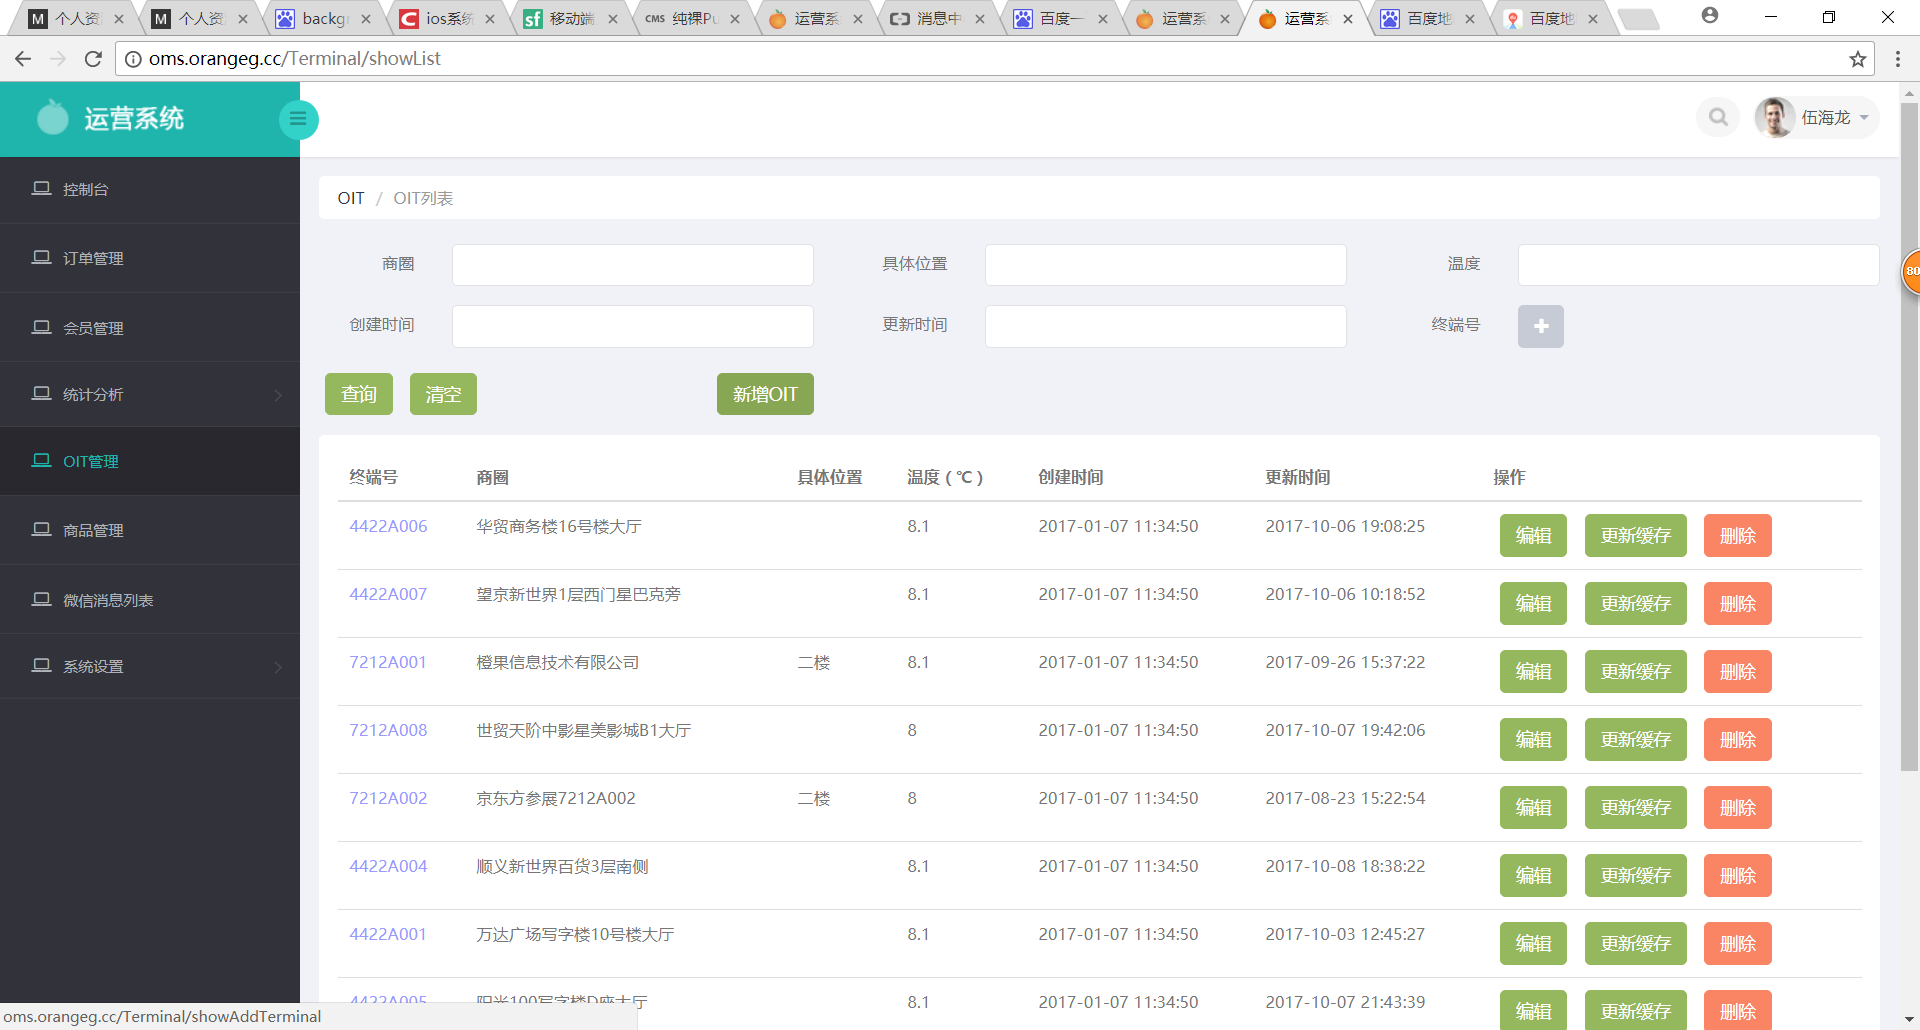 个人资 个人资 backgr ios系统 移动端 CMS 纯裸Pu 运营系 消息中 百度一 运营系 运营系 百度地 百度地
oms.orangeg.cc/Terminal/showList
运营系统
伍海龙
控制台
订单管理
会员管理
统计分析
OIT管理
商品管理
微信消息列表
系统设置
OIT / OIT列表
商圈 具体位置 温度
80
创建时间 更新时间 终端号
查询 清空 新增OIT
终端号 商圈 具体位置 温度 ( ℃ ) 创建时间 更新时间 操作
4422A006 华贸商务楼16号楼大厅 8.1 2017-01-07 11:34:50 2017-10-06 19:08:25 编辑 更新缓存 删除
4422A007 望京新世界1层西门星巴克旁 8.1 2017-01-07 11:34:50 2017-10-06 10:18:52 编辑 更新缓存 删除
7212A001 橙果信息技术有限公司 二楼 8.1 2017-01-07 11:34:50 2017-09-26 15:37:22 编辑 更新缓存 删除
7212A008 世贸天阶中影星美影城B1大厅 8 2017-01-07 11:34:50 2017-10-07 19:42:06 编辑 更新缓存 删除
7212A002 京东方参展7212A002 二楼 8 2017-01-07 11:34:50 2017-08-23 15:22:54 编辑 更新缓存 删除
4422A004 顺义新世界百货3层南侧 8.1 2017-01-07 11:34:50 2017-10-08 18:38:22 编辑 更新缓存 删除
4422A001 万达广场写字楼10号楼大厅 8.1 2017-01-07 11:34:50 2017-10-03 12:45:27 编辑 更新缓存 删除
4422A005 阳光100写字楼D座大厅 8.1 2017-01-07 11:34:50 2017-10-07 21:43:39 编辑 更新缓存 删除
oms.orangeg.cc/Terminal/showAddTerminal